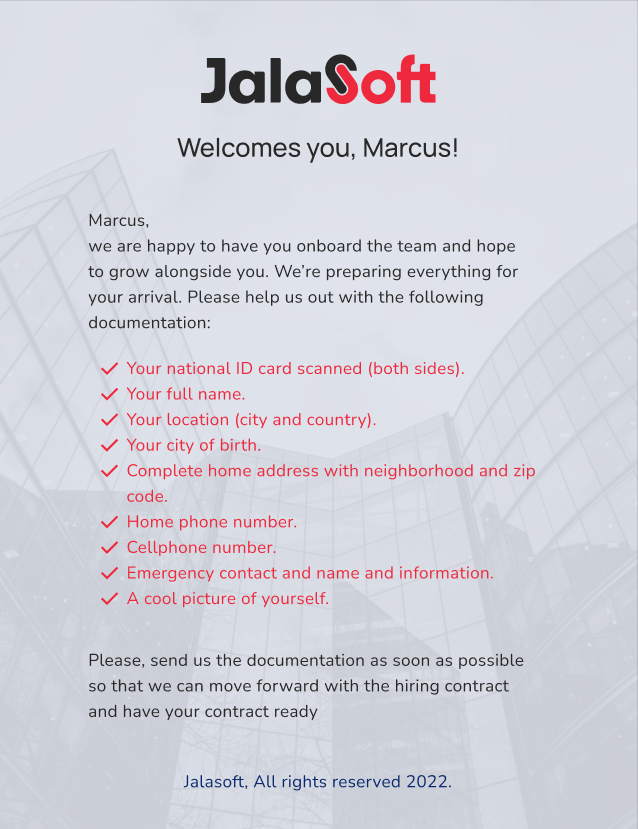 JalaSoft
Welcomes you, Marcus!
Marcus,
we are happy to have you onboard the team and hope
to grow alongside you. We're preparing everything for
your arrival. Please help us out with the following
documentation:
Your national ID card scanned (both sides).
Your full name.
Your location (city and country).
Your city of birth.
Complete home address with neighborhood and zip
code.
Home phone number.
Cellphone number.
Emergency contact and name and information.
A cool picture of yourself.
Please, send us the documentation as soon as possible
so that we can move forward with the hiring contract
and have your contract ready
Jalasoft, All rights reserved 2022.